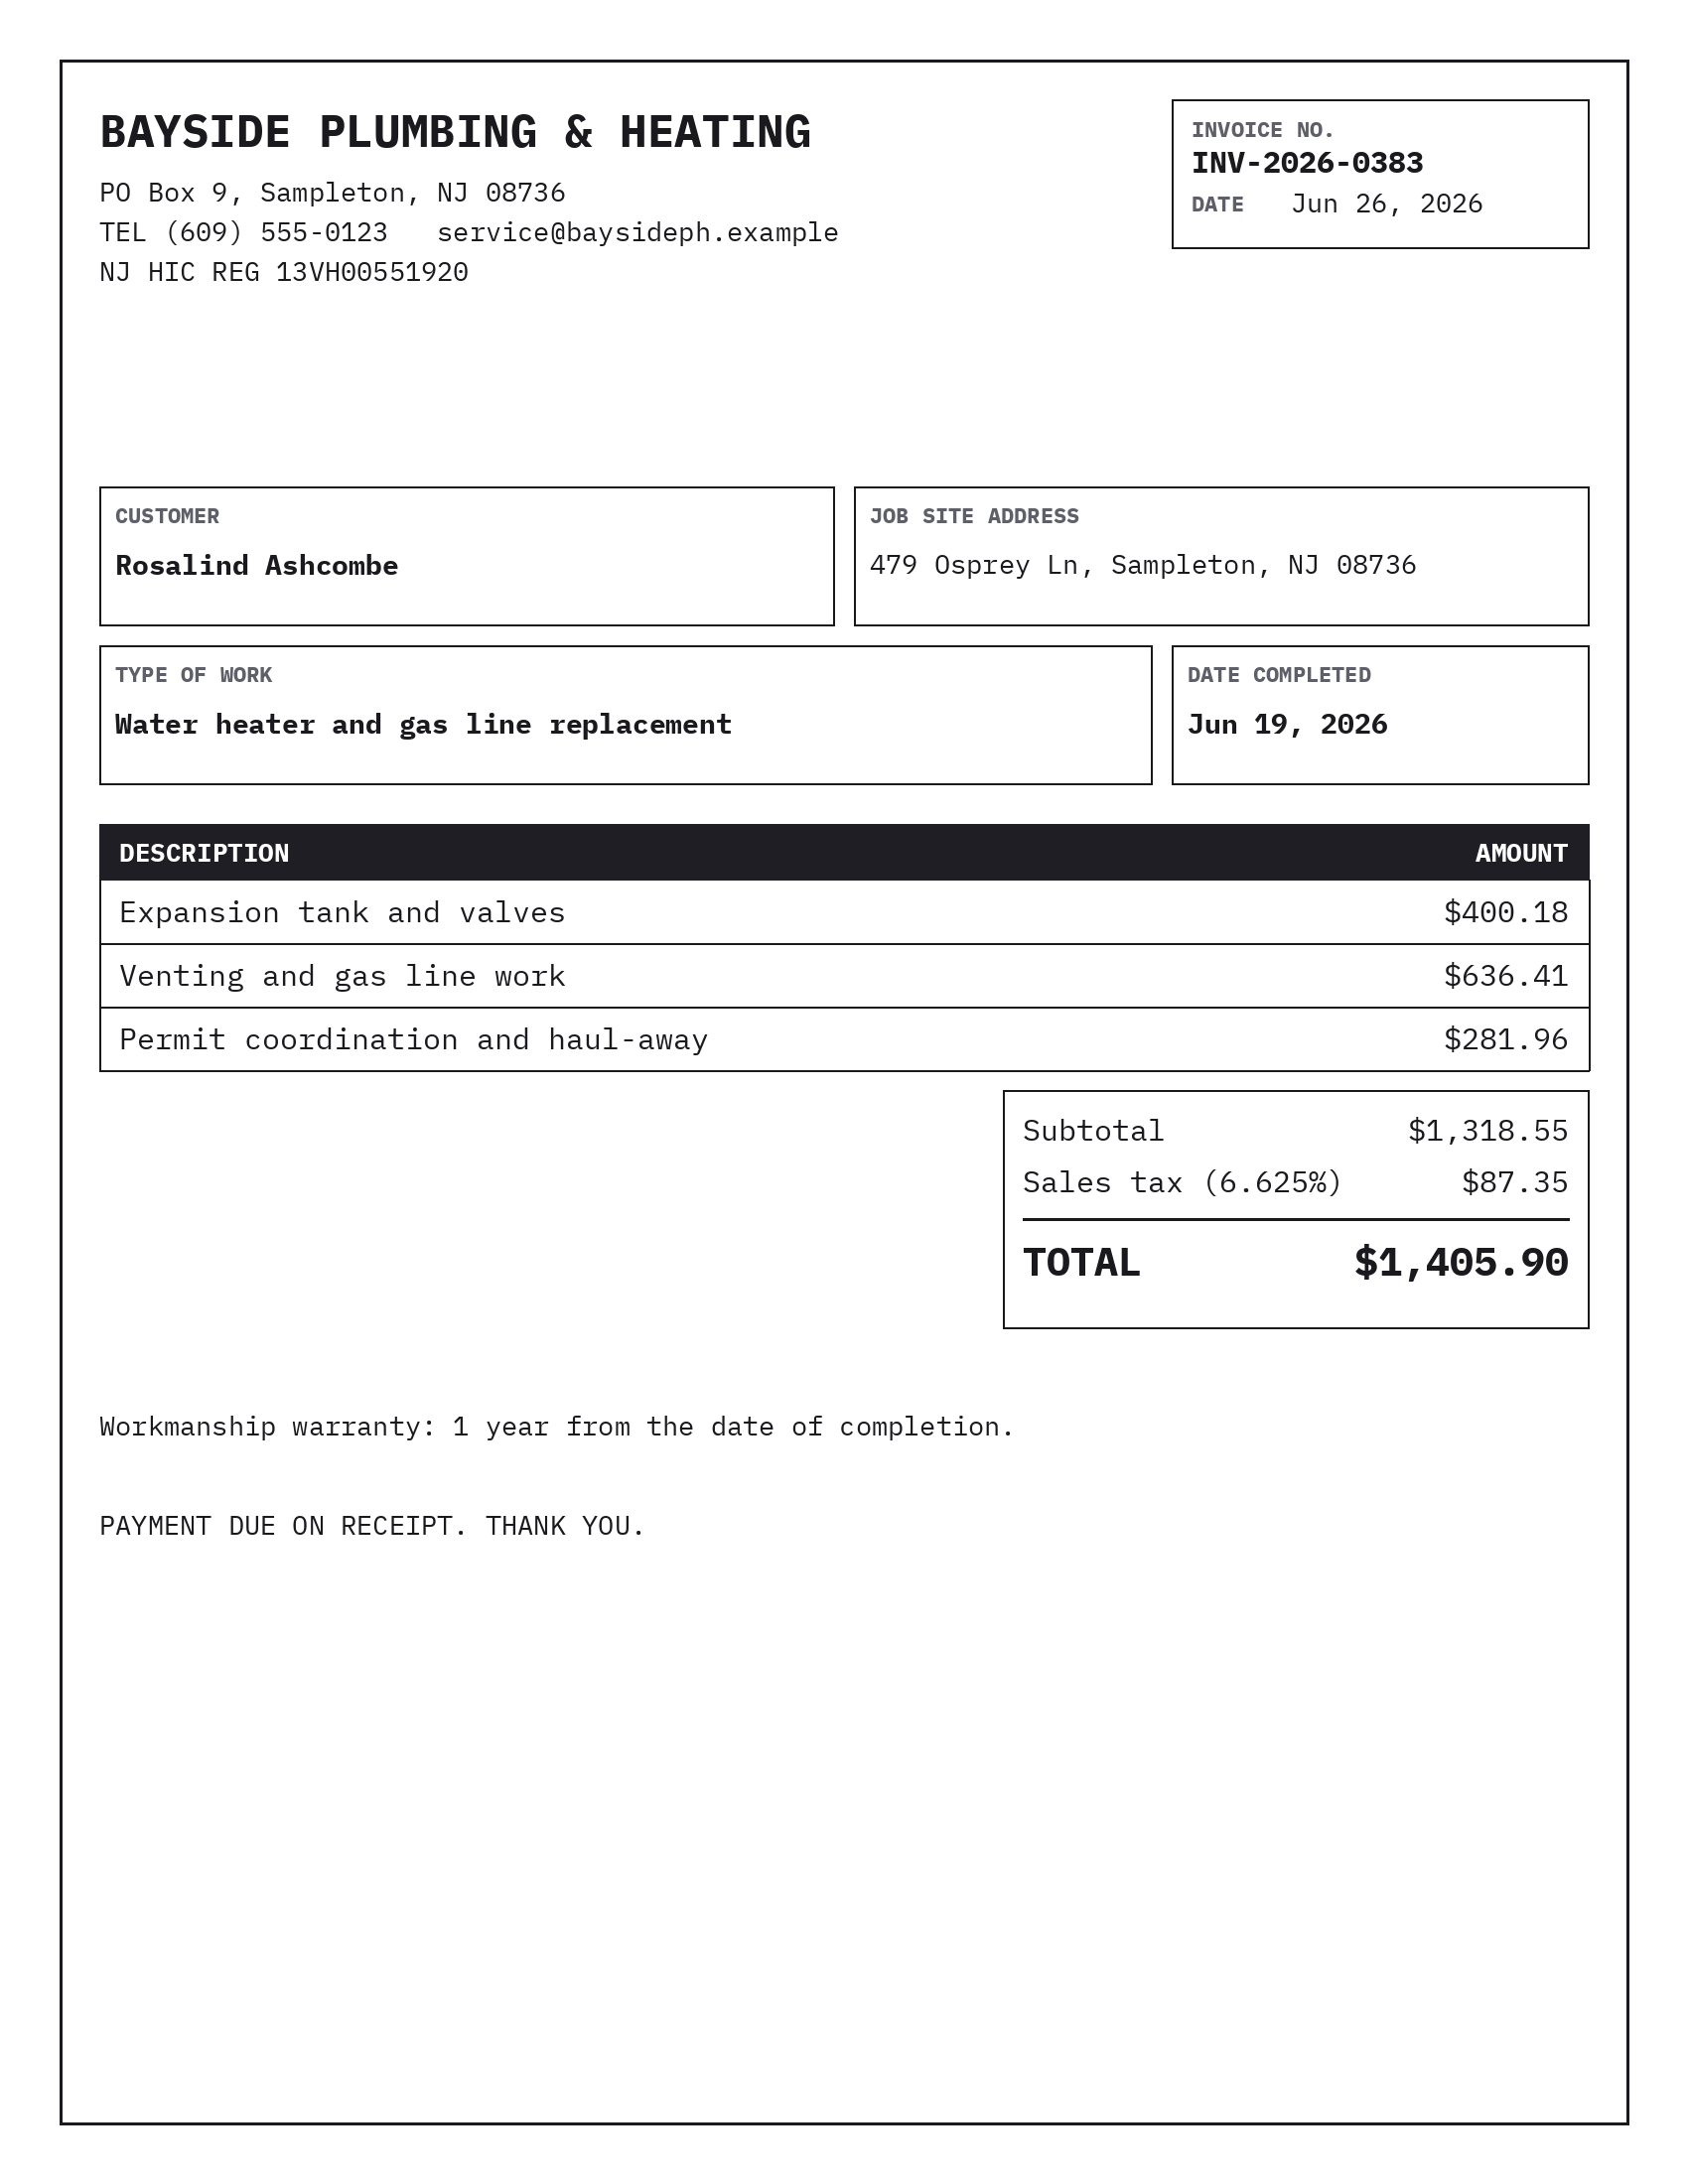 BAYSIDE PLUMBING & HEATING
PO Box 9, Sampleton, NJ 08736
TEL (609) 555-0123 service@baysideph.example
NJ HIC REG 13VH00551920
INVOICE NO.
INV-2026-0383
DATE Jun 26, 2026
CUSTOMER
Rosalind Ashcombe
JOB SITE ADDRESS
479 Osprey Ln, Sampleton, NJ 08736
TYPE OF WORK
Water heater and gas line replacement
DATE COMPLETED
Jun 19, 2026
DESCRIPTION AMOUNT
Expansion tank and valves $400.18
Venting and gas line work $636.41
Permit coordination and haul-away $281.96
Subtotal $1,318.55
Sales tax (6.625%) $87.35
TOTAL $1,405.90
Workmanship warranty: 1 year from the date of completion.
PAYMENT DUE ON RECEIPT. THANK YOU.